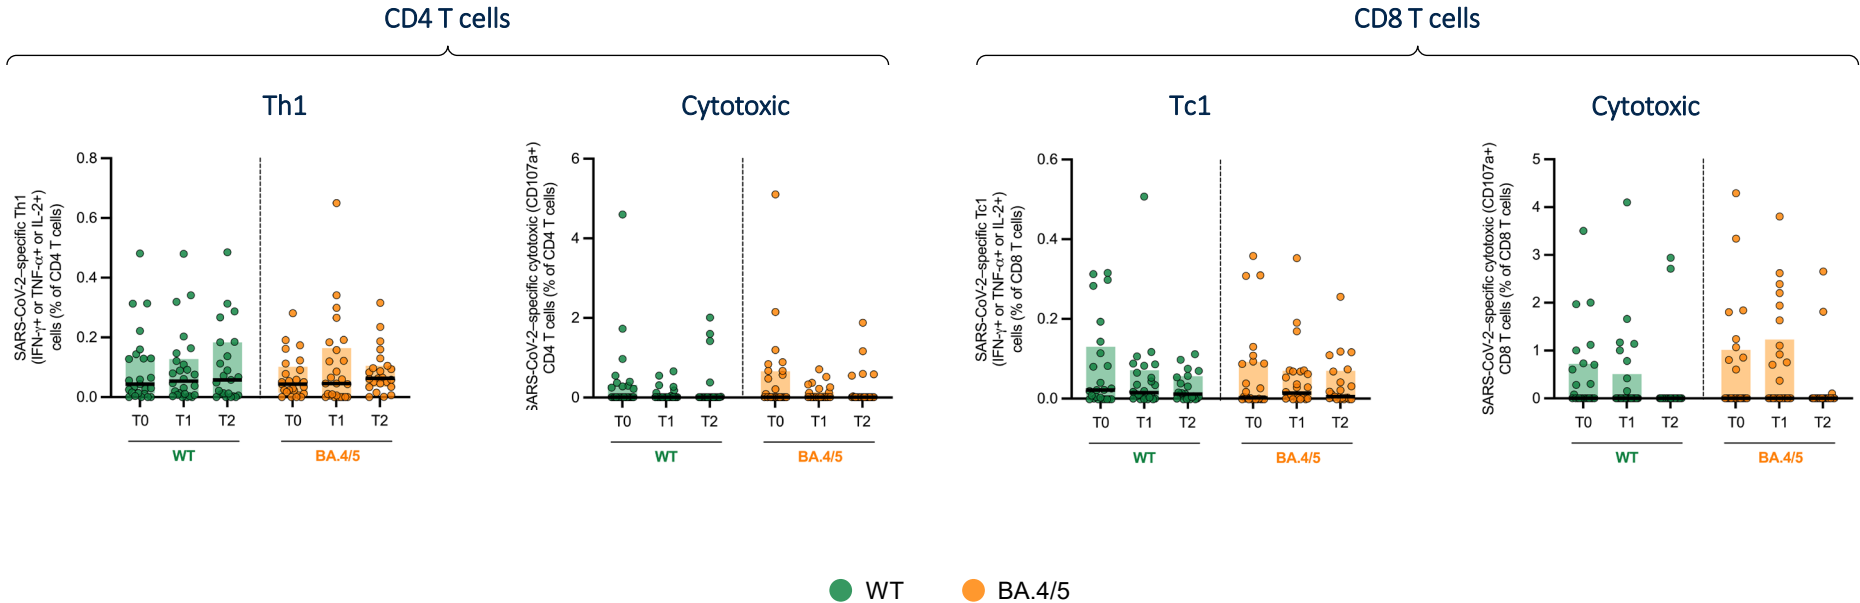 CD4 T cells
CD8 T cells
Th1
Cytotoxic
Tc1
Cytotoxic
SARS-CoV-2–specific Th1
(IFN-γ+ or TNF-α+ or IL-2+)
cells (% of CD4 T cells)
0.8
0.6
0.4
0.2
0.0
T0 T1 T2 T0 T1 T2
WT BA.4/5
SARS-CoV-2–specific cytotoxic (CD107a+)
CD4 T cells (% of CD4 T cells)
6
4
2
0
T0 T1 T2 T0 T1 T2
WT BA.4/5
SARS-CoV-2–specific Tc1
(IFN-γ+ or TNF-α+ or IL-2+)
cells (% of CD8 T cells)
0.6
0.4
0.2
0.0
T0 T1 T2 T0 T1 T2
WT BA.4/5
SARS-CoV-2–specific cytotoxic (CD107a+)
CD8 T cells (% of CD8 T cells)
5
4
3
2
1
0
T0 T1 T2 T0 T1 T2
WT BA.4/5
WT BA.4/5